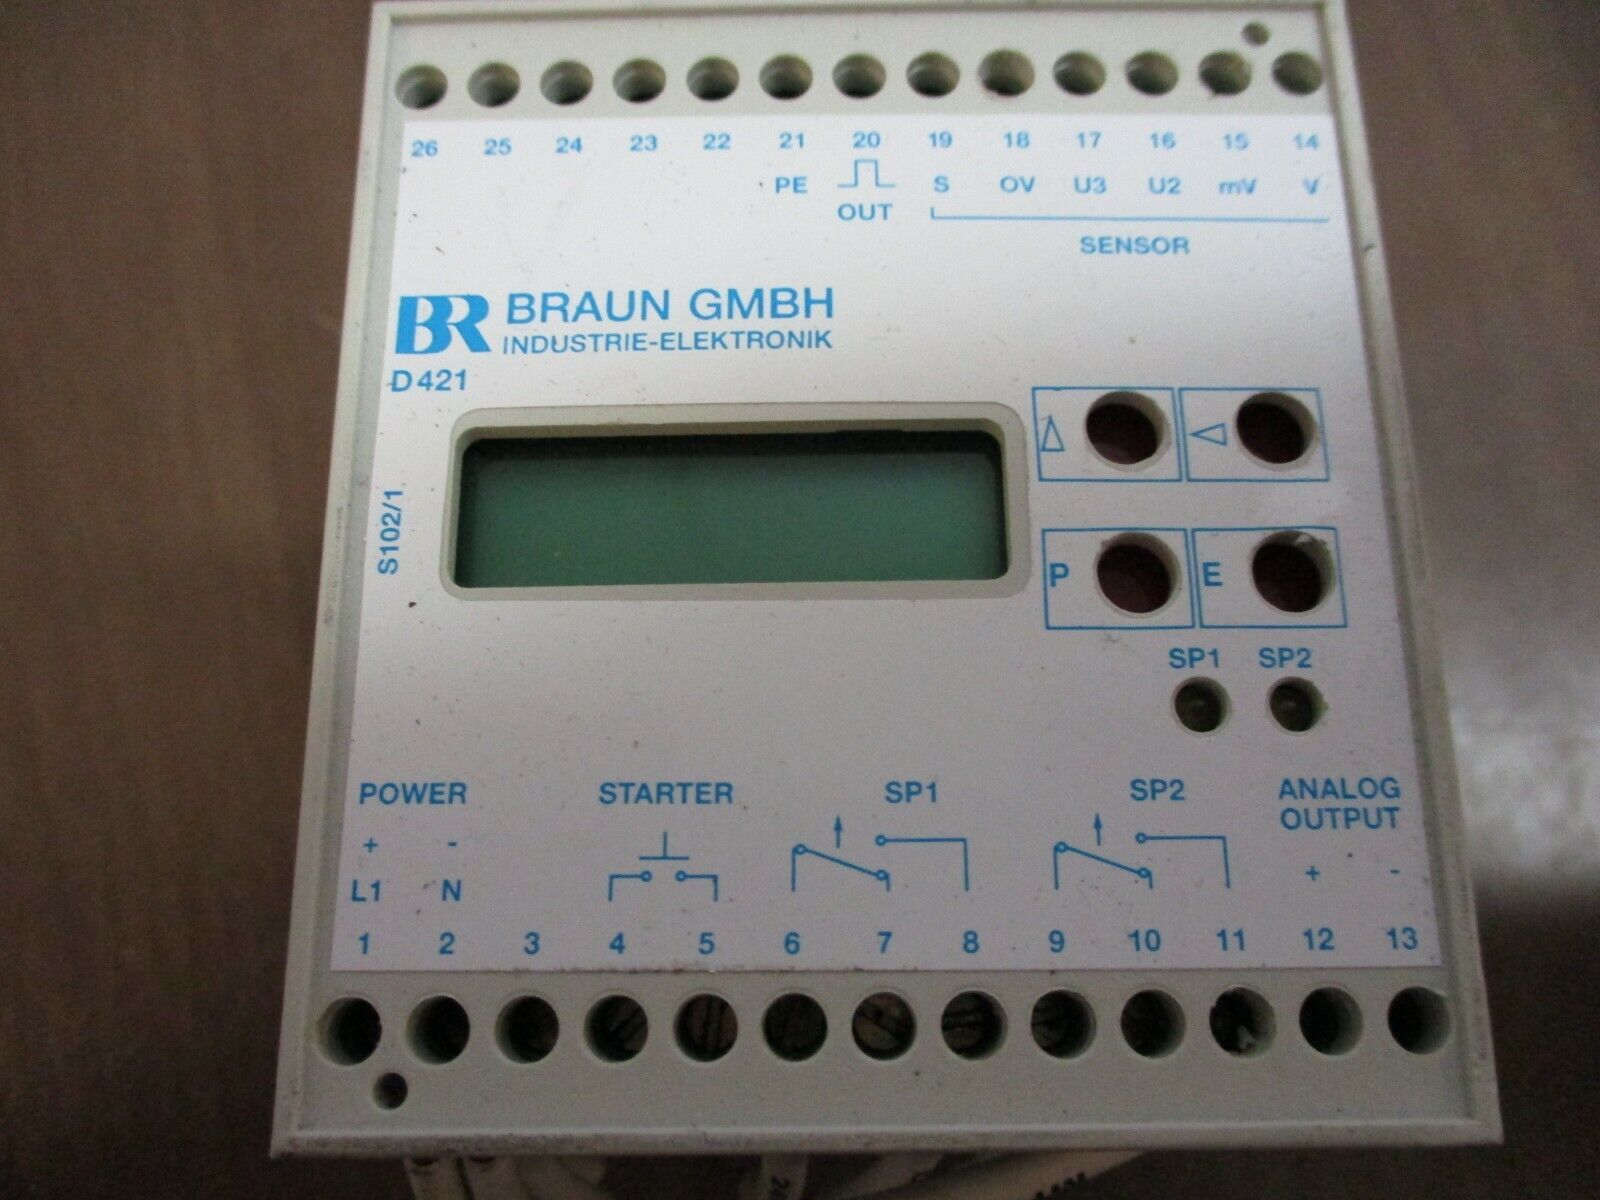 26 25 24 23 22 21 20 19 18 17 16 15 14
PE OUT S OV U3 U2 mV V
SENSOR
BR BRAUN GMBH
INDUSTRIE-ELEKTRONIK
D421
S102/1
P E
SP1 SP2
POWER STARTER SP1 SP2 ANALOG
OUTPUT
+ - + -
L1 N
1 2 3 4 5 6 7 8 9 10 11 12 13